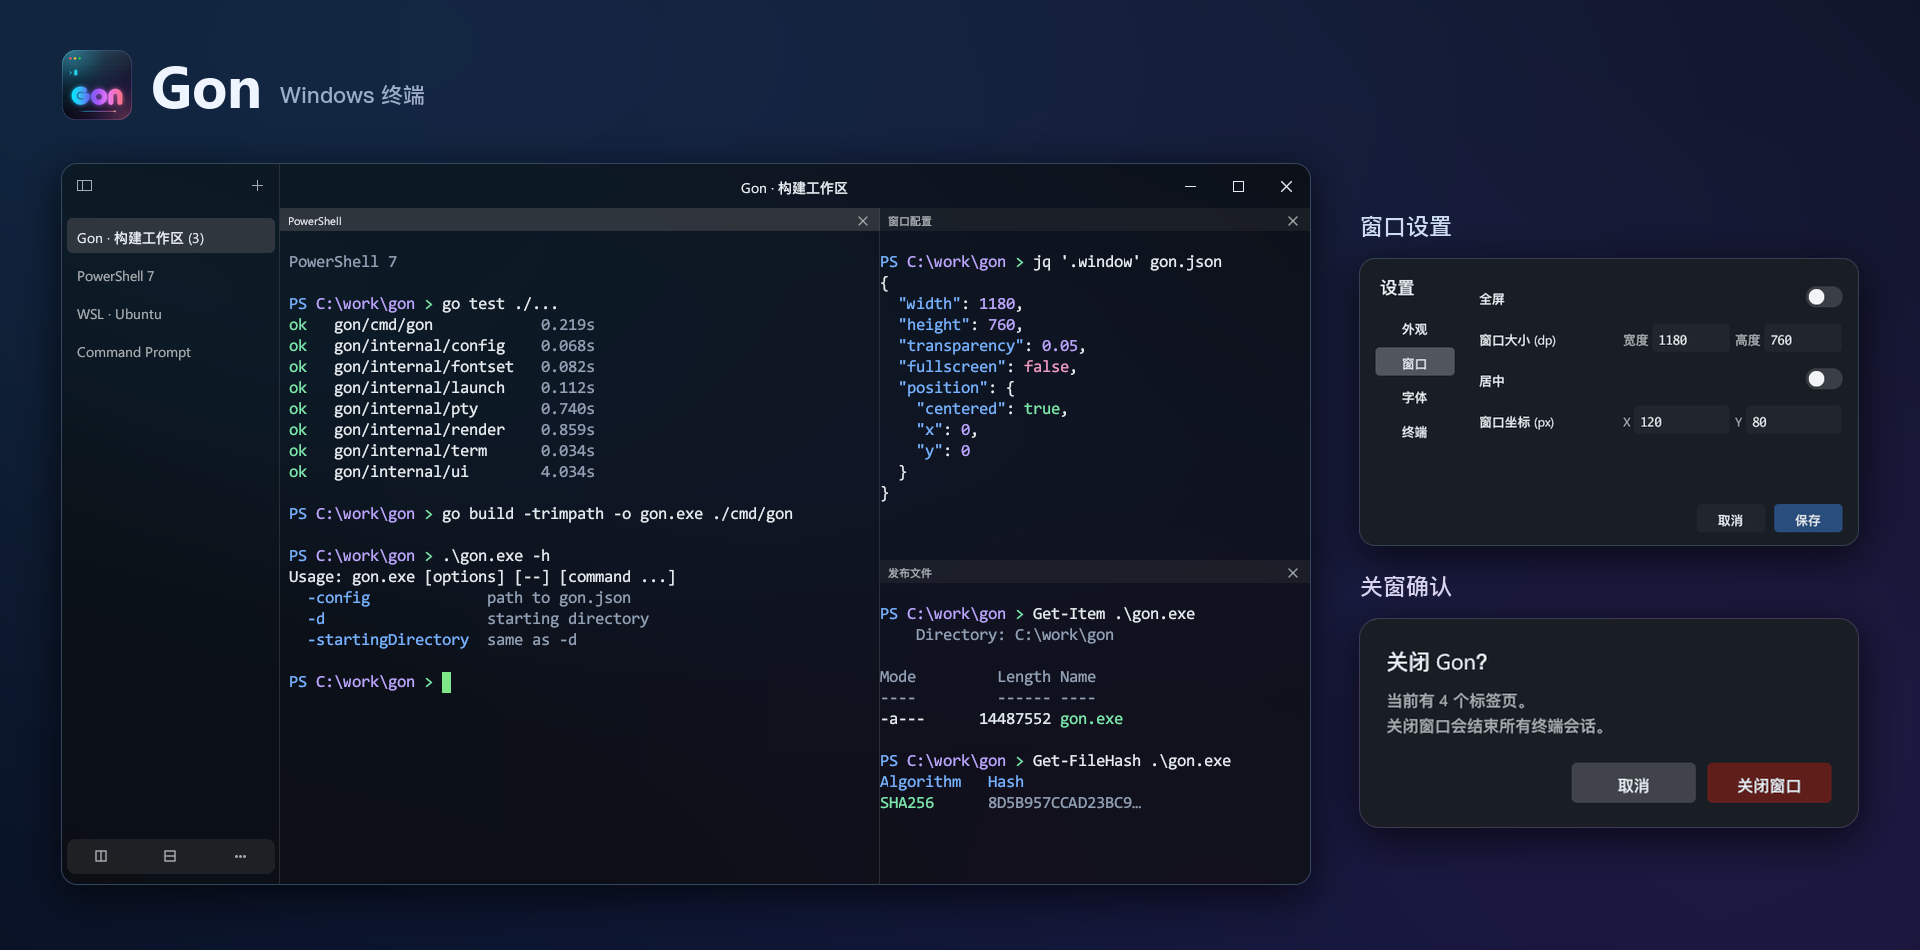 Gon
Gon Windows 终端
Gon · 构建工作区
Gon · 构建工作区 (3)
PowerShell 7
WSL · Ubuntu
Command Prompt
PowerShell
PowerShell 7
PS C:\work\gon > go test ./...
ok gon/cmd/gon 0.219s
ok gon/internal/config 0.068s
ok gon/internal/fontset 0.082s
ok gon/internal/launch 0.112s
ok gon/internal/pty 0.740s
ok gon/internal/render 0.859s
ok gon/internal/term 0.034s
ok gon/internal/ui 4.034s
PS C:\work\gon > go build -trimpath -o gon.exe ./cmd/gon
PS C:\work\gon > .\gon.exe -h
Usage: gon.exe [options] [--] [command ...]
-config path to gon.json
-d starting directory
-startingDirectory same as -d
PS C:\work\gon >
窗口配置
PS C:\work\gon > jq '.window' gon.json
{
"width": 1180,
"height": 760,
"transparency": 0.05,
"fullscreen": false,
"position": {
"centered": true,
"x": 0,
"y": 0
}
}
发布文件
PS C:\work\gon > Get-Item .\gon.exe
Directory: C:\work\gon
Mode Length Name
---- ------ ----
-a--- 14487552 gon.exe
PS C:\work\gon > Get-FileHash .\gon.exe
Algorithm Hash
SHA256 8D5B957CCAD23BC9…
窗口设置
设置
外观
窗口
字体
终端
全屏
窗口大小 (dp) 宽度 1180 高度 760
居中
窗口坐标 (px) X 120 Y 80
取消 保存
关窗确认
关闭 Gon?
当前有 4 个标签页。
关闭窗口会结束所有终端会话。
取消 关闭窗口